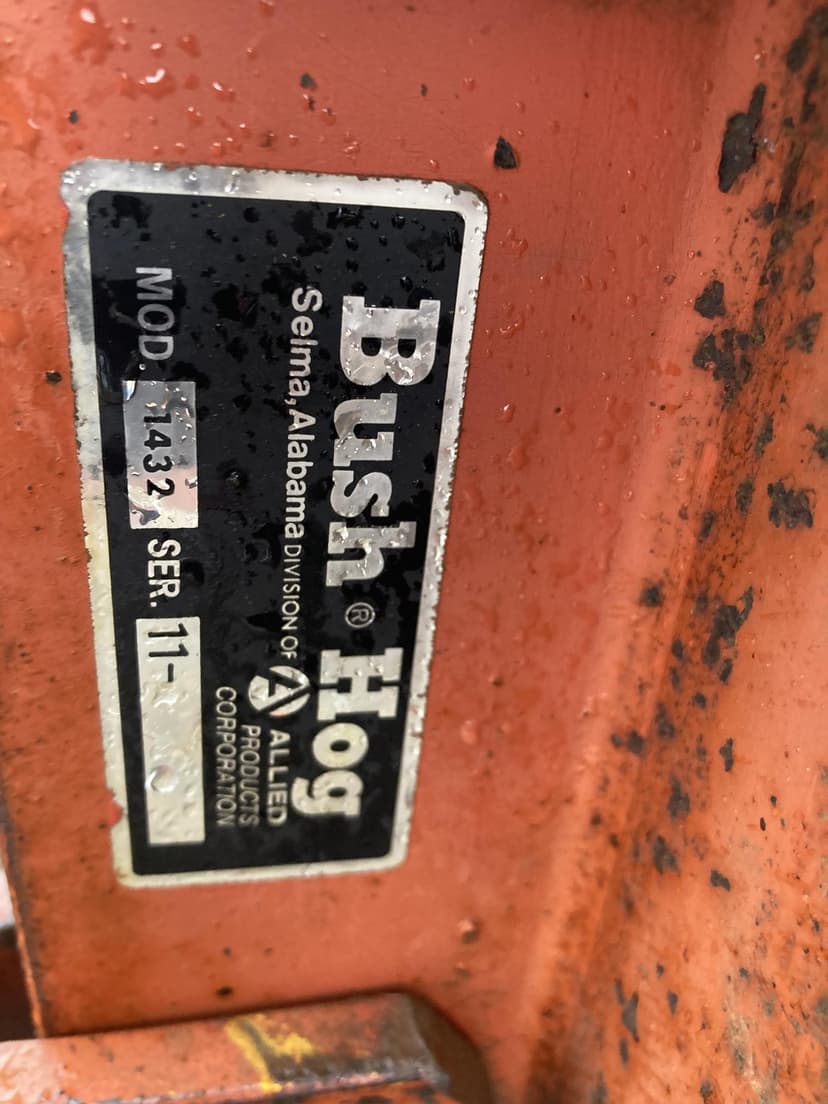 Bush® Hog
Selma, Alabama DIVISION OF ALLIED
PRODUCTS
CORPORATION
MOD. 1432 SER. 11-